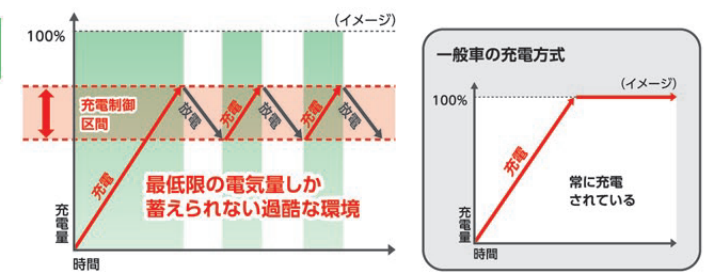 (イメージ)
100%
充電制御
区間
充電
放電
充電
放電
充電
放電
最低限の電気量しか
蓄えられない過酷な環境
充電量
時間
一般車の充電方式
(イメージ)
100%
充電
常に充電
されている
充電量
時間